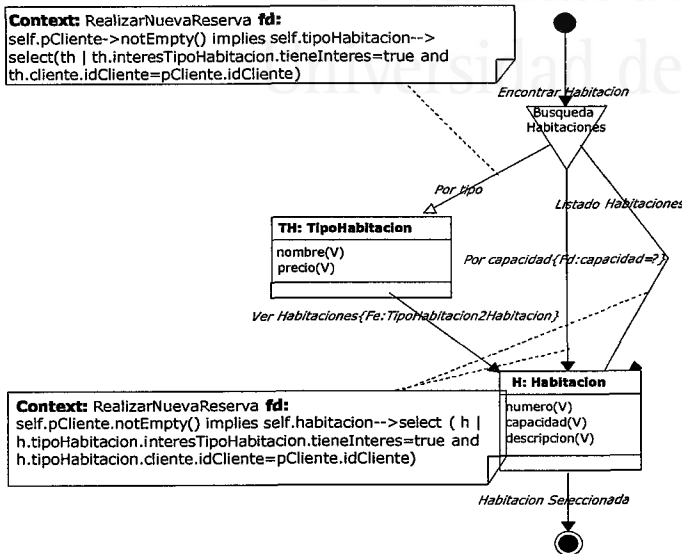 Context: RealizarNuevaReserva fd:
self.pCliente->notEmpty() implies self.tipoHabitacion-->
select(th | th.interesTipoHabitacion.tieneInteres=true and
th.cliente.idCliente=pCliente.idCliente)
Universidad de
Encontrar Habitacion
Busqueda
Habitaciones
Por tipo
Listado Habitaciones
TH: TipoHabitacion
nombre(V)
precio(V)
Por capacidad{Fd:capacidad=?}
Ver Habitaciones{Fe:TipoHabitacion2Habitacion}
H: Habitacion
numero(V)
capacidad(V)
descripcion(V)
Context: RealizarNuevaReserva fd:
self.pCliente.notEmpty() implies self.habitacion-->select ( h |
h.tipoHabitacion.interesTipoHabitacion.tieneInteres=true and
h.tipoHabitacion.cliente.idCliente=pCliente.idCliente)
Habitacion Seleccionada